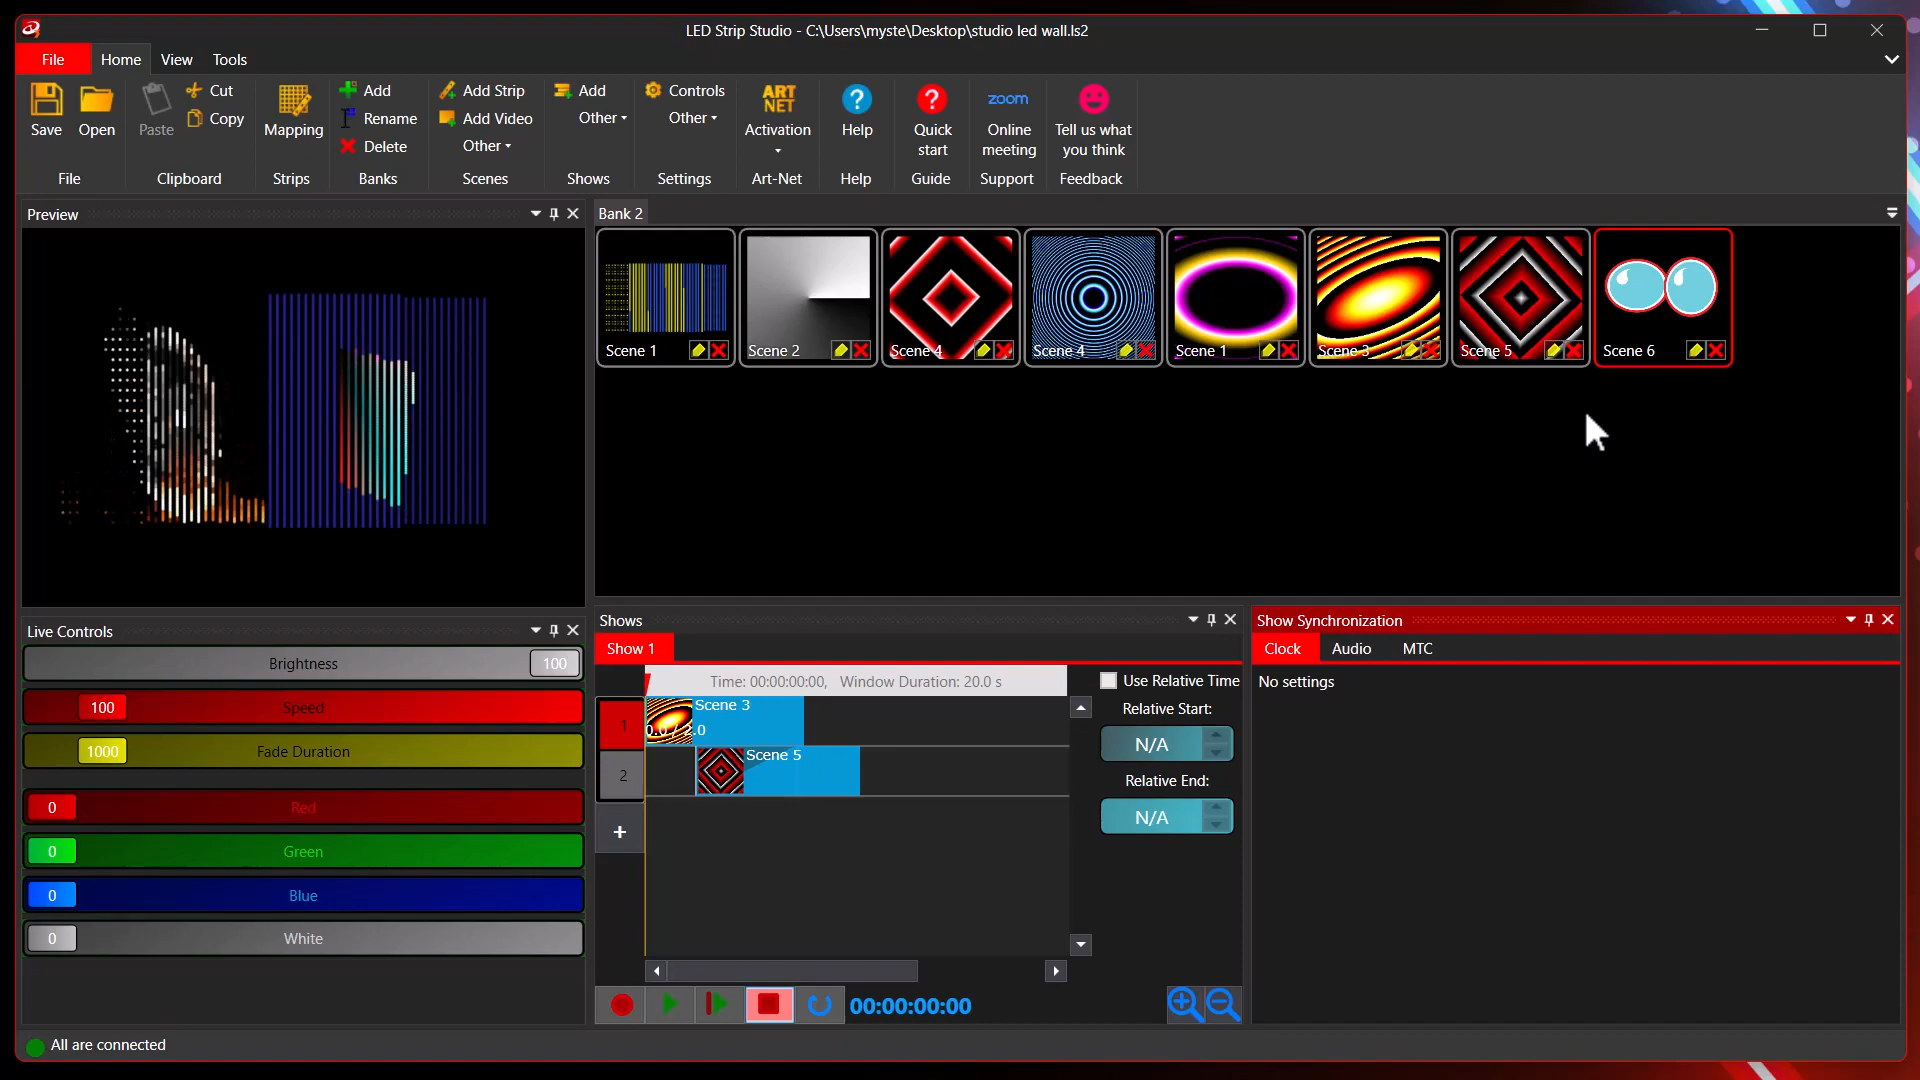 LED Strip Studio - C:\Users\myste\Desktop\studio led wall.ls2
File Home View Tools
Save Open Paste Cut Copy Mapping Add Rename Delete Add Strip Add Video Other Add Other Controls Other
ART NET
Activation Help Quick start
zoom
Online meeting Tell us what you think
File Clipboard Strips Banks Scenes Shows Settings Art-Net Help Guide Support Feedback
Preview
Bank 2
Scene 1 Scene 2 Scene 4 Scene 4 Scene 1 Scene 3 Scene 5 Scene 6
Live Controls
Brightness 100
100 Speed
1000 Fade Duration
0 Red
0 Green
0 Blue
0 White
Shows
Show 1
Time: 00:00:00:00, Window Duration: 20.0 s
1 Scene 3
0.0 / 2.0
2 Scene 5
+
Use Relative Time
Relative Start:
N/A
Relative End:
N/A
00:00:00:00
Show Synchronization
Clock Audio MTC
No settings
All are connected